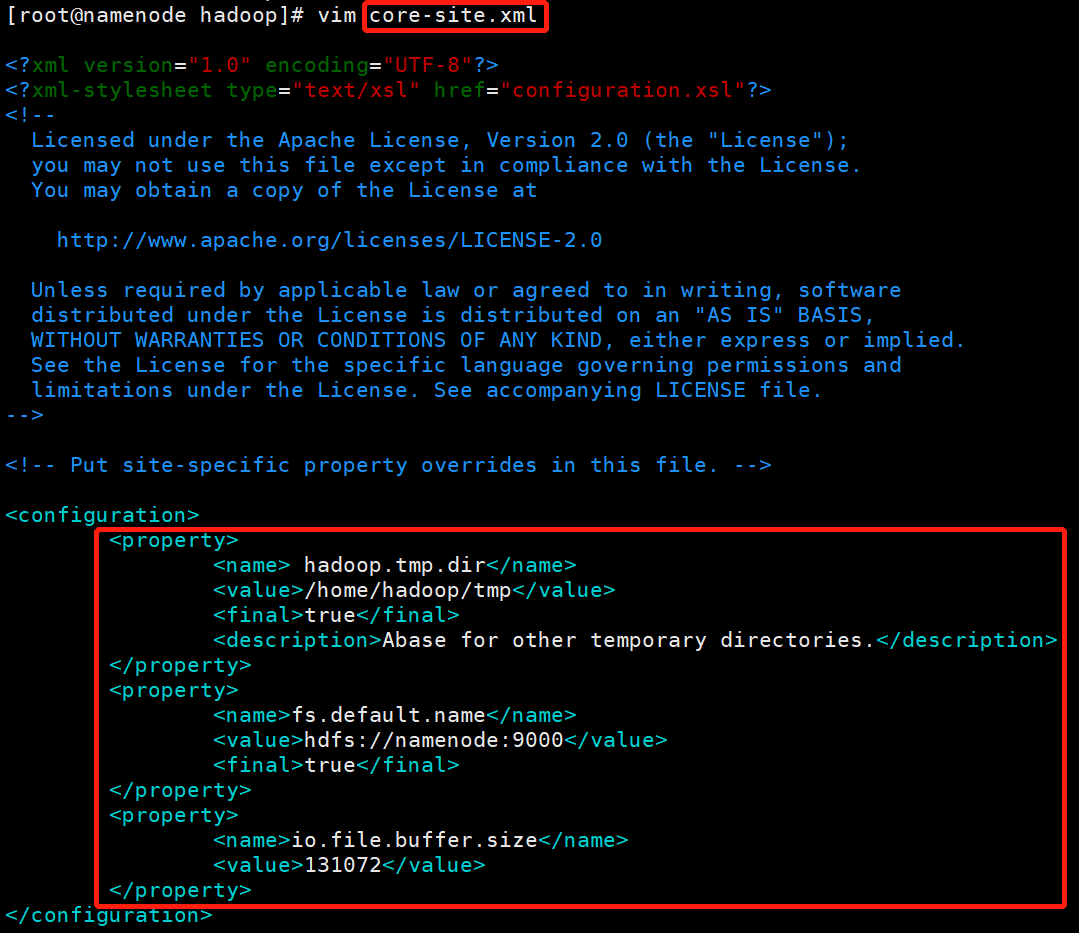 [root@namenode hadoop]# vim core-site.xml
<?xml version="1.0" encoding="UTF-8"?>
<?xml-stylesheet type="text/xsl" href="configuration.xsl"?>
<!--
  Licensed under the Apache License, Version 2.0 (the "License");
  you may not use this file except in compliance with the License.
  You may obtain a copy of the License at

    http://www.apache.org/licenses/LICENSE-2.0

  Unless required by applicable law or agreed to in writing, software
  distributed under the License is distributed on an "AS IS" BASIS,
  WITHOUT WARRANTIES OR CONDITIONS OF ANY KIND, either express or implied.
  See the License for the specific language governing permissions and
  limitations under the License. See accompanying LICENSE file.
-->

<!-- Put site-specific property overrides in this file. -->

<configuration>
        <property>
                <name> hadoop.tmp.dir</name>
                <value>/home/hadoop/tmp</value>
                <final>true</final>
                <description>Abase for other temporary directories.</description>
        </property>
        <property>
                <name>fs.default.name</name>
                <value>hdfs://namenode:9000</value>
                <final>true</final>
        </property>
        <property>
                <name>io.file.buffer.size</name>
                <value>131072</value>
        </property>
</configuration>